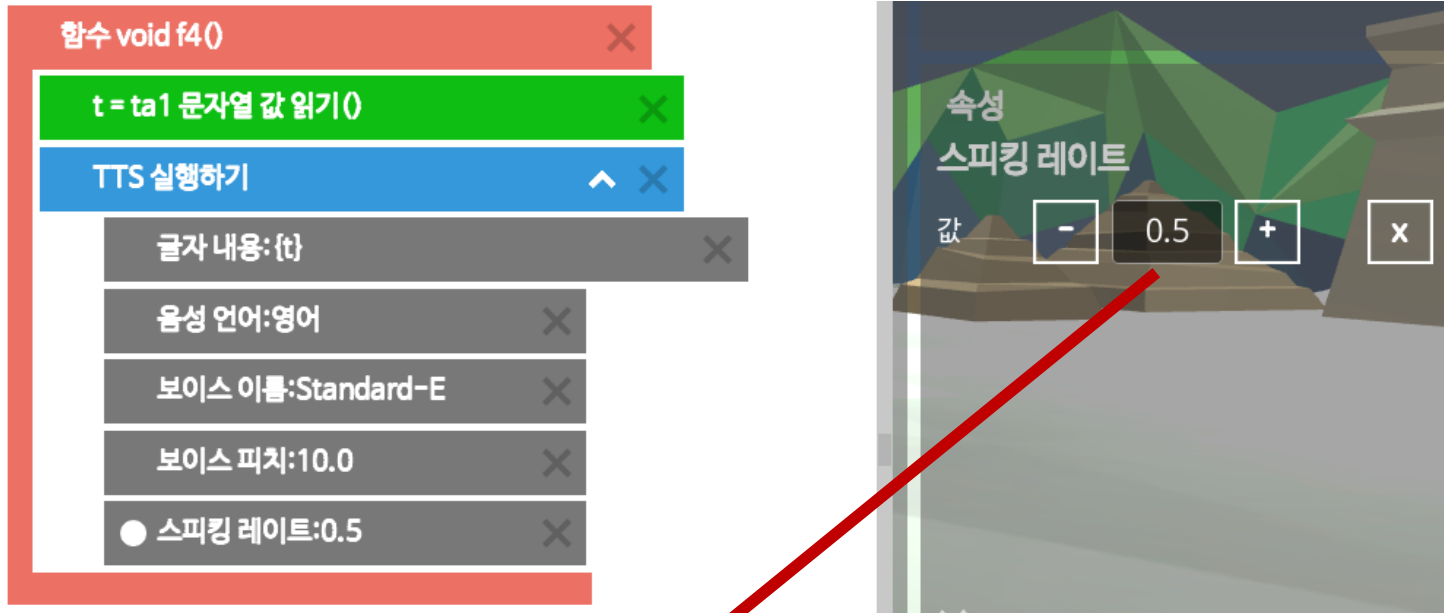 함수 void f4()
t = ta1 문자열 값 읽기()
TTS 실행하기
글자 내용: {t}
음성 언어:영어
보이스 이름:Standard-E
보이스 피치:10.0
스피킹 레이트:0.5
속성
스피킹 레이트
값 - 0.5 + x